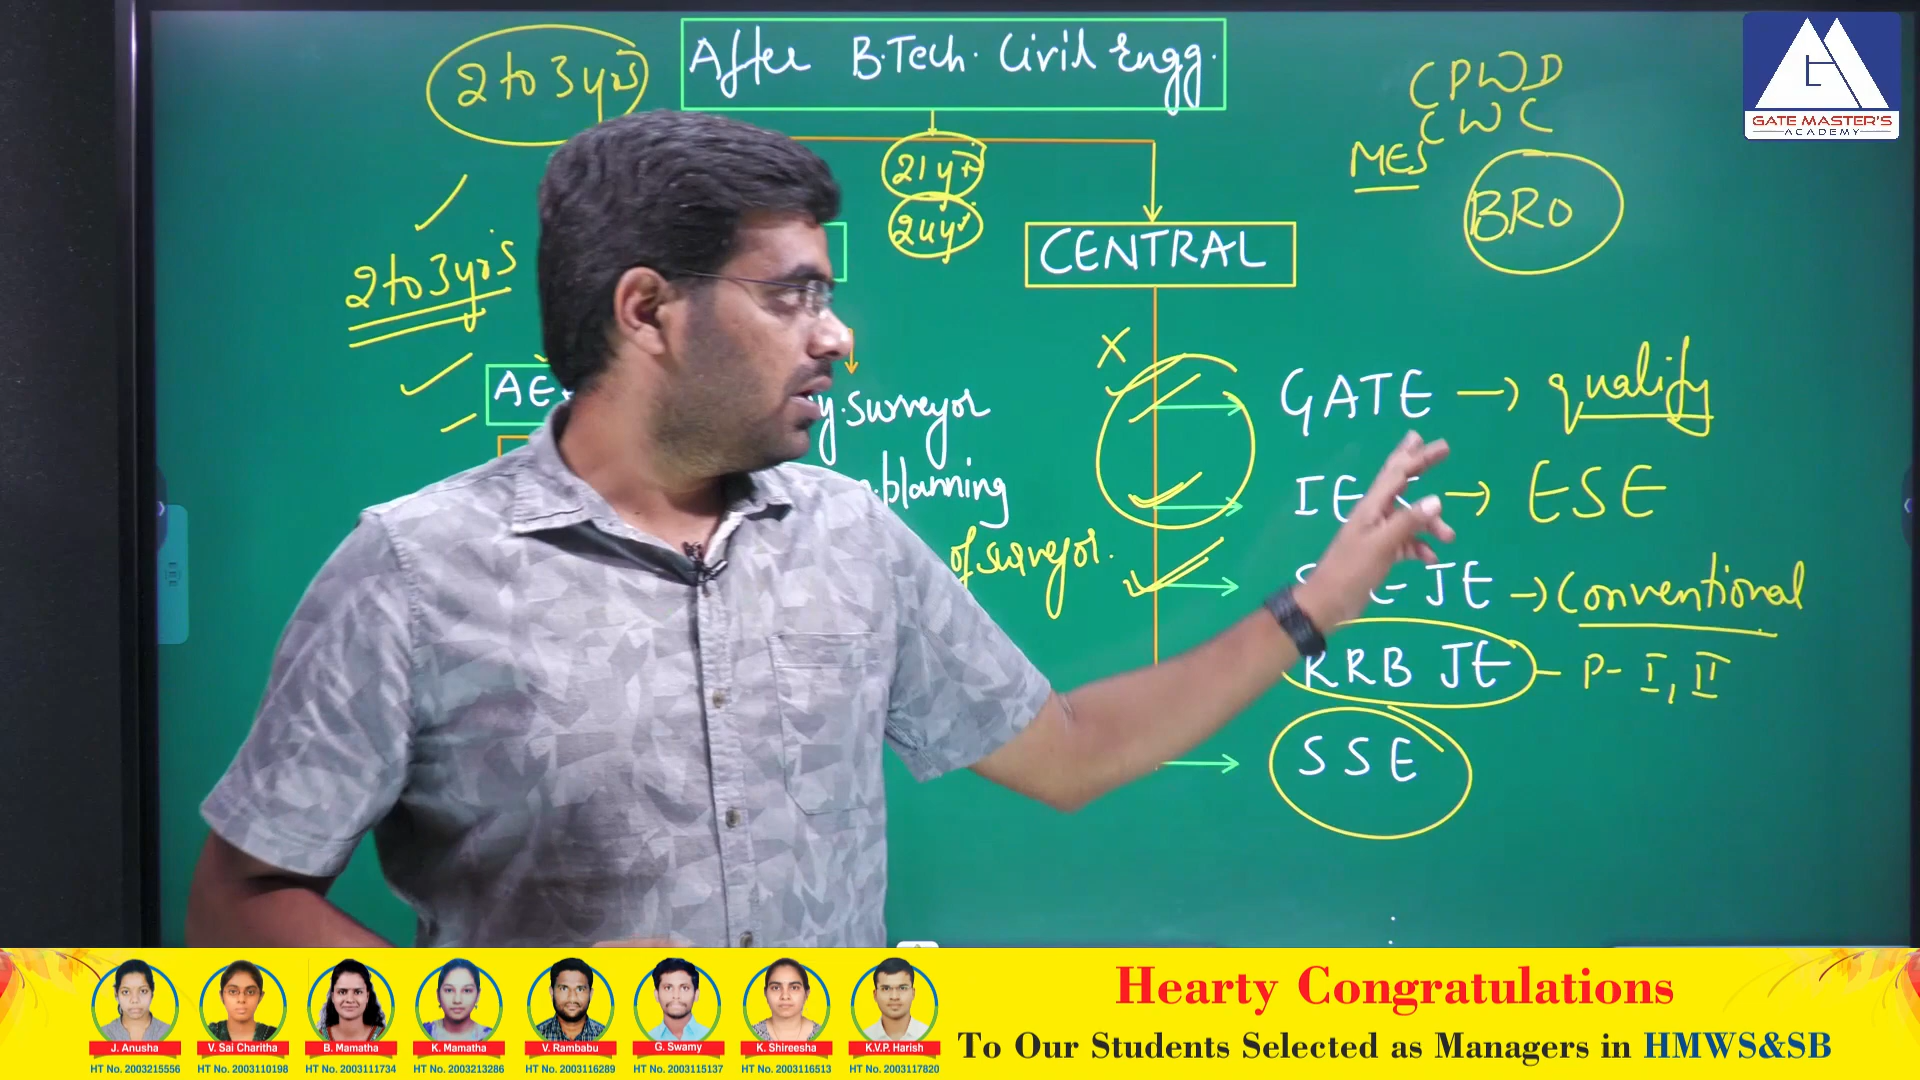 2 to 3 yrs
After B.Tech. Civil Engg.
CPWD
CWC
MES
BRO
GATE MASTER'S
ACADEMY
21 yr
24 yr
CENTRAL
2 to 3 yrs
X
GATE → qualify
AE
y. surveyor
planning
of surveyor.
→ ESE
JE → Conventional
RRB JE – P- I, II
SSE
Hearty Congratulations
To Our Students Selected as Managers in HMWS&SB
J. Anusha
HT No. 2003215556
V. Sai Charitha
HT No. 2003110198
B. Mamatha
HT No. 2003111734
K. Mamatha
HT No. 2003213286
V. Rambabu
HT No. 2003116289
G. Swamy
HT No. 2003115137
K. Shireesha
HT No. 2003116513
K.V.P. Harish
HT No. 2003117820